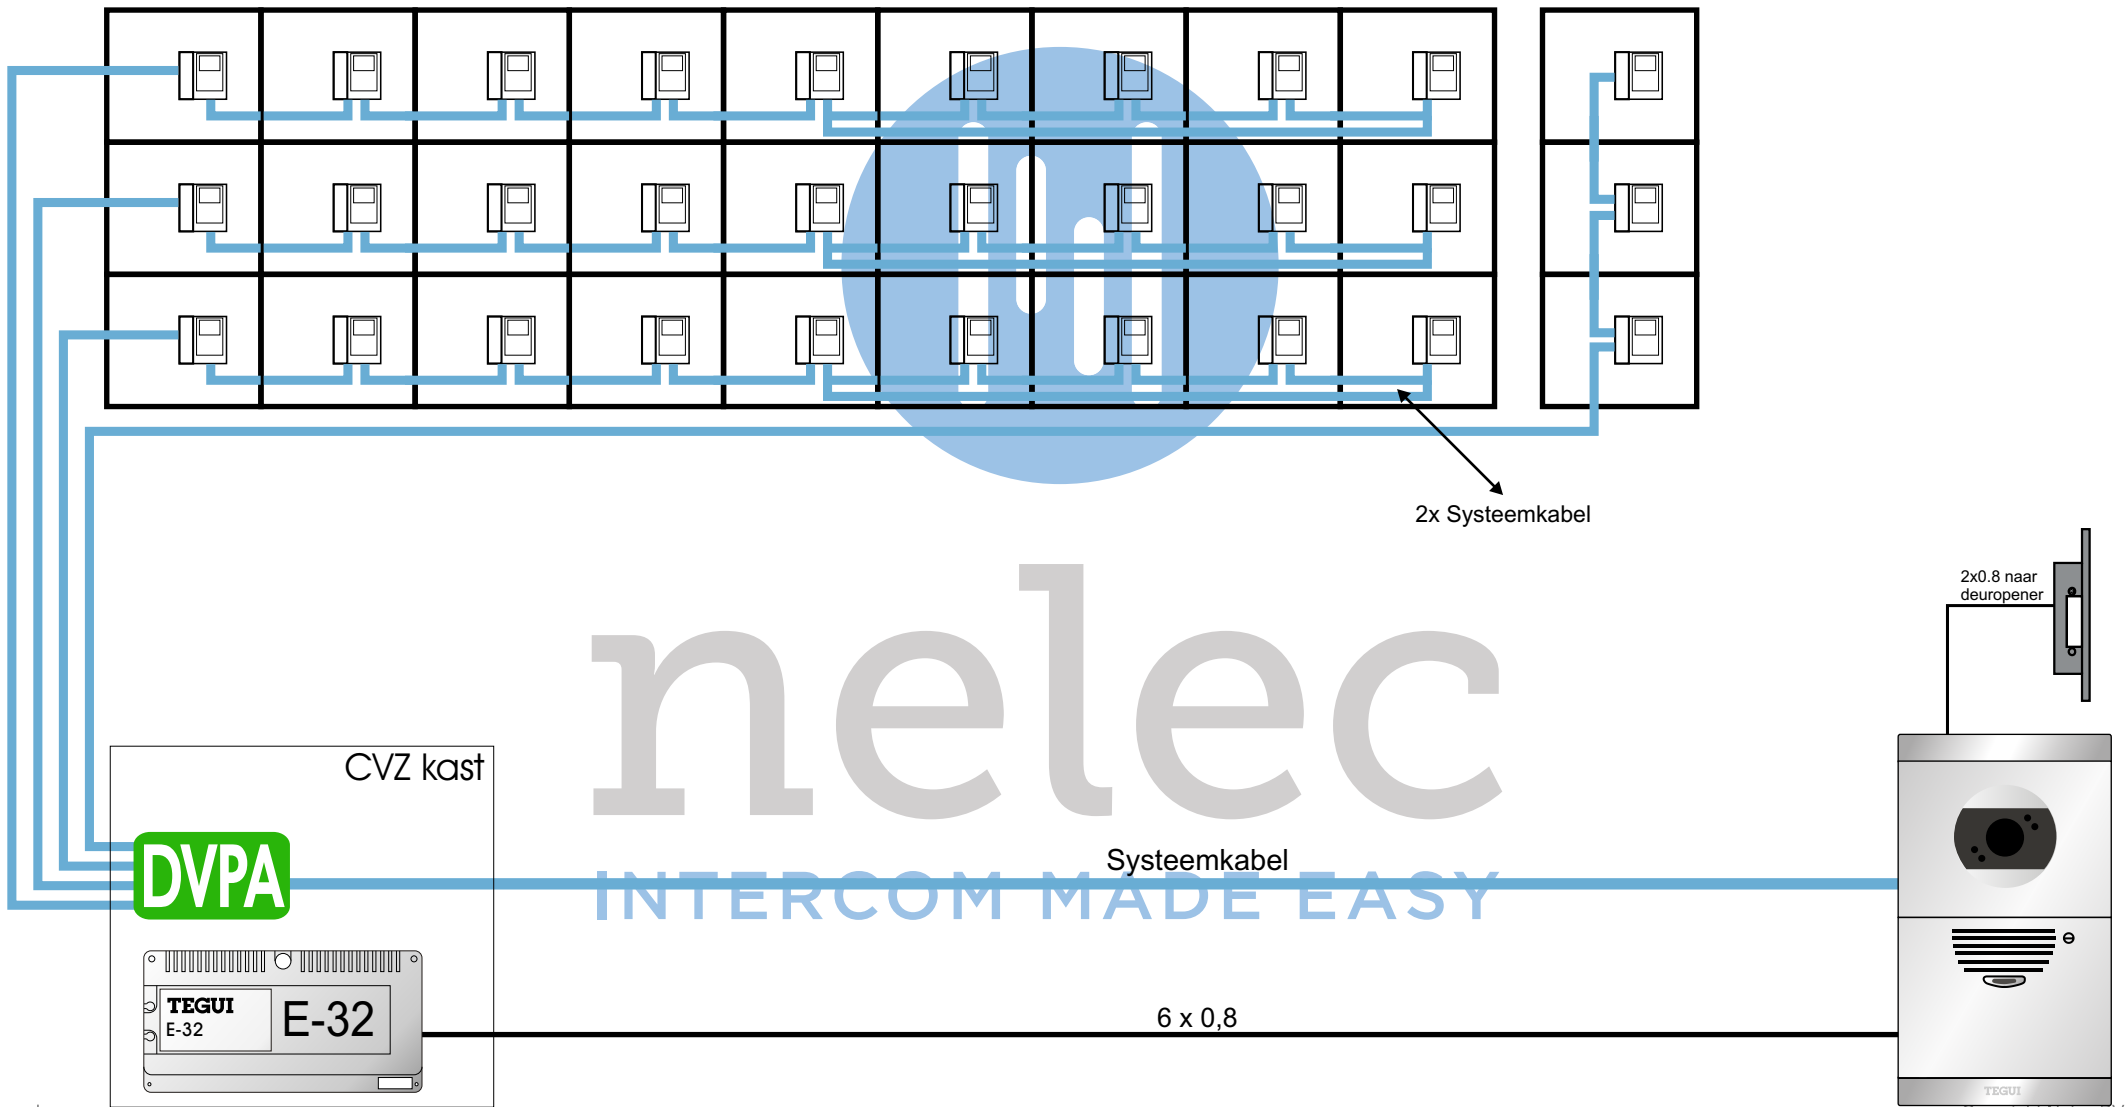 2x Systeemkabel
nelec
INTERCOM MADE EASY
2x0.8 naar
deuropener
CVZ kast
DVPA
Systeemkabel
TEGUI
E-32
E-32
6 x 0,8
TEGUI